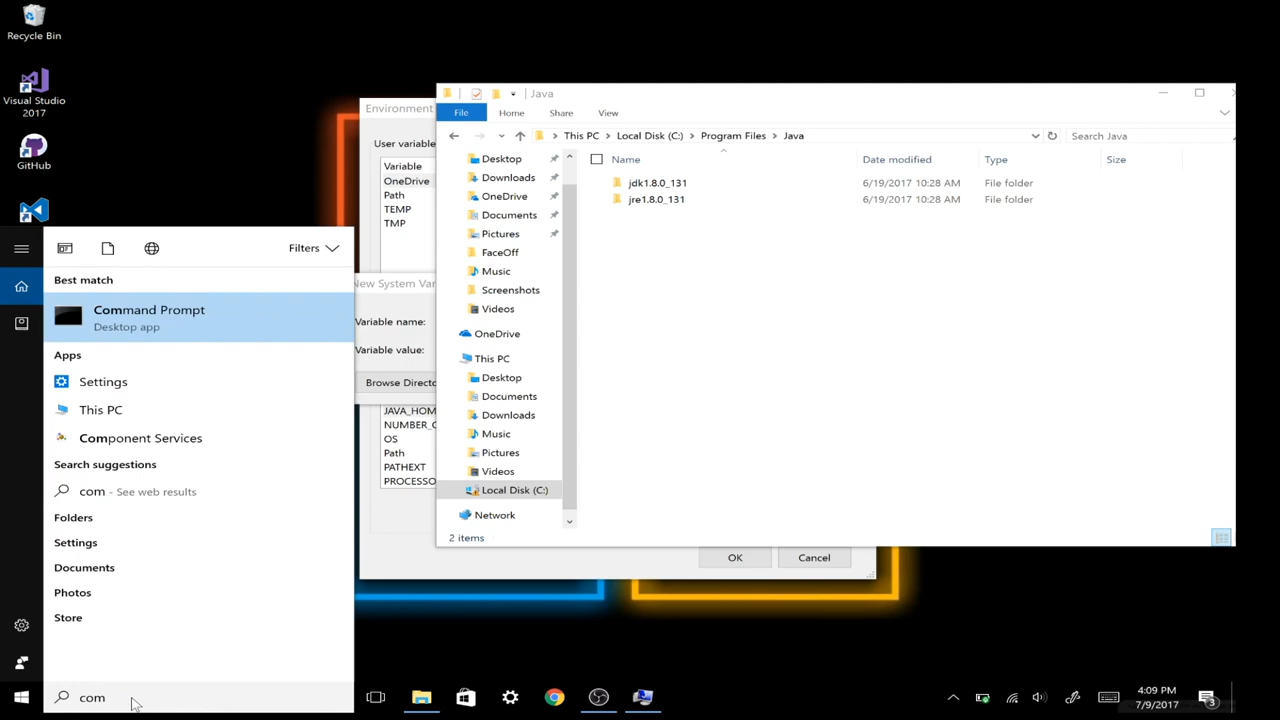 Recycle Bin
Visual Studio
2017
GitHub
Filters
Best match
Command Prompt
Desktop app
Apps
Settings
This PC
Component Services
Search suggestions
com - See web results
Folders
Settings
Documents
Photos
Store
com
Environment
User variable
Variable
OneDrive
Path
TEMP
TMP
New System Var
Variable name:
Variable value:
Browse Directo
JAVA_HOM
NUMBER_O
OS
Path
PATHEXT
PROCESSO
OK
Cancel
Java
File
Home
Share
View
This PC
Local Disk (C:)
Program Files
Java
Search Java
Desktop
Downloads
OneDrive
Documents
Pictures
FaceOff
Music
Screenshots
Videos
OneDrive
This PC
Desktop
Documents
Downloads
Music
Pictures
Videos
Local Disk (C:)
Network
Name
Date modified
Type
Size
jdk1.8.0_131
6/19/2017 10:28 AM
File folder
jre1.8.0_131
6/19/2017 10:28 AM
File folder
2 items
4:09 PM
7/9/2017
3